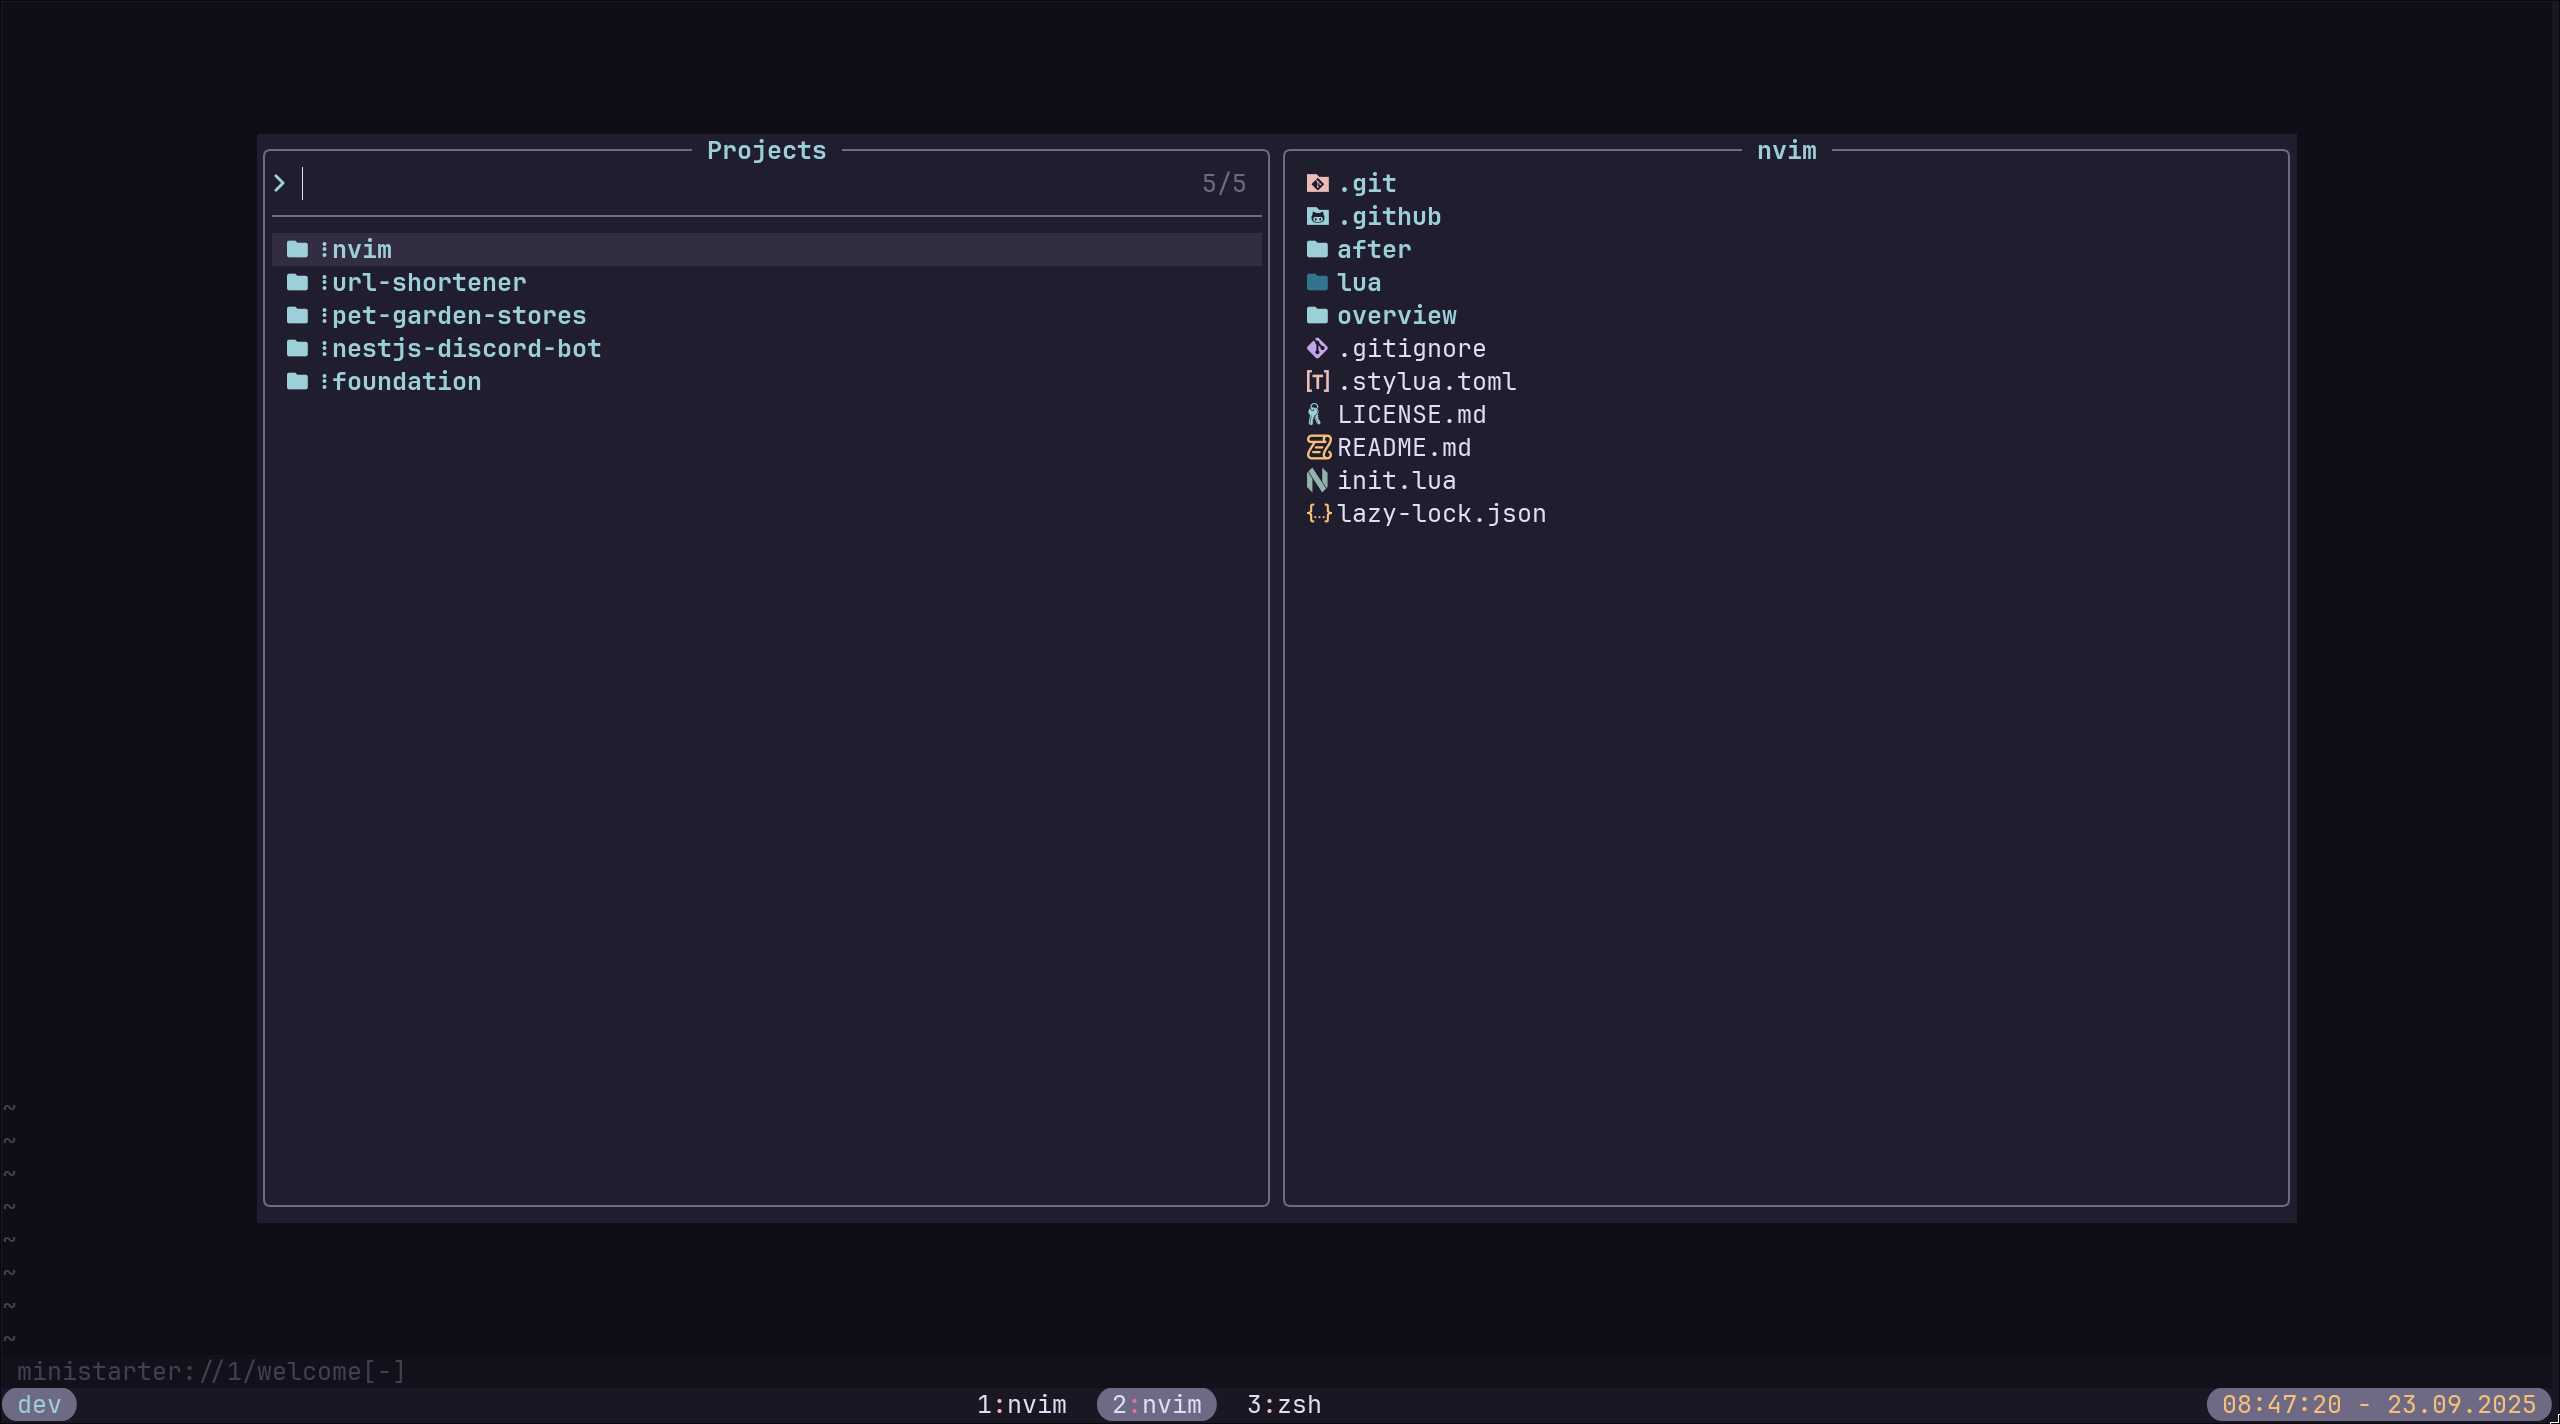 Projects
> 5/5
nvim
url-shortener
pet-garden-stores
nestjs-discord-bot
foundation
nvim
.git
.github
after
lua
overview
.gitignore
.stylua.toml
LICENSE.md
README.md
init.lua
lazy-lock.json
~
~
~
~
~
~
~
~
ministarter://1/welcome[-]
dev 1:nvim 2:nvim 3:zsh 08:47:20 - 23.09.2025